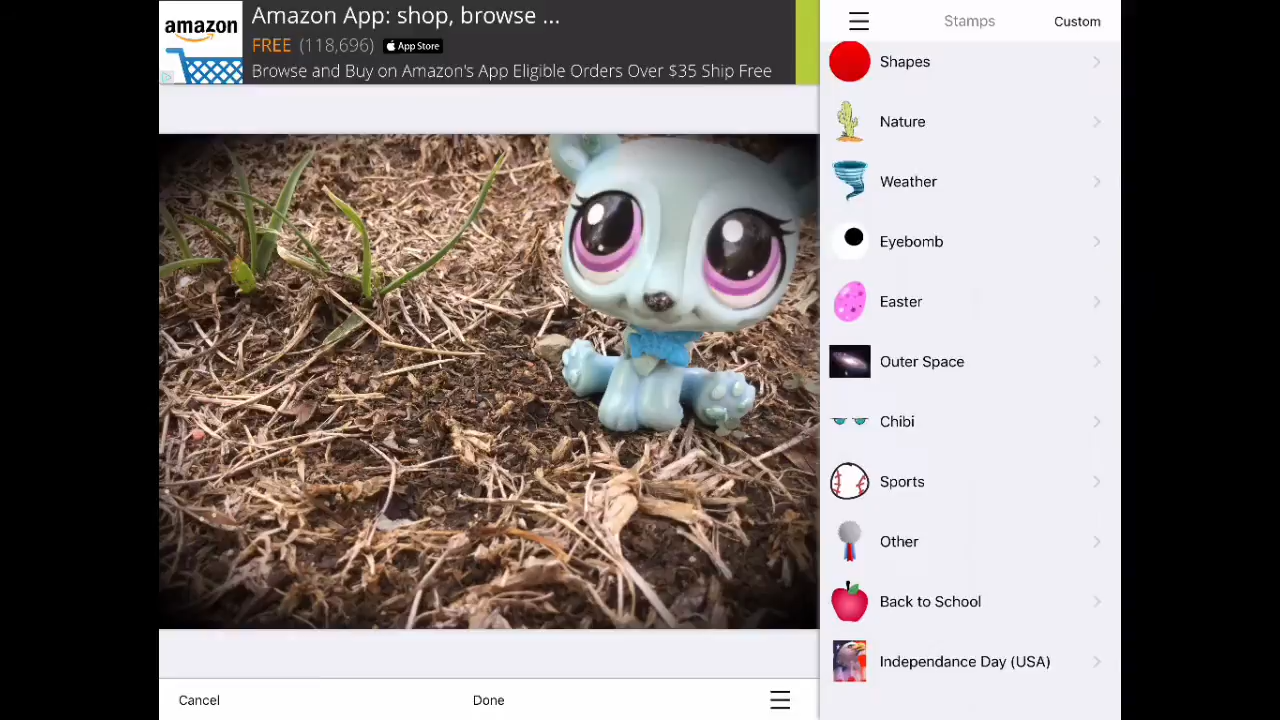 amazon
Amazon App: shop, browse ...
FREE (118,696) App Store
Browse and Buy on Amazon's App Eligible Orders Over $35 Ship Free
Stamps
Custom
Shapes
Nature
Weather
Eyebomb
Easter
Outer Space
Chibi
Sports
Other
Back to School
Independance Day (USA)
Cancel
Done